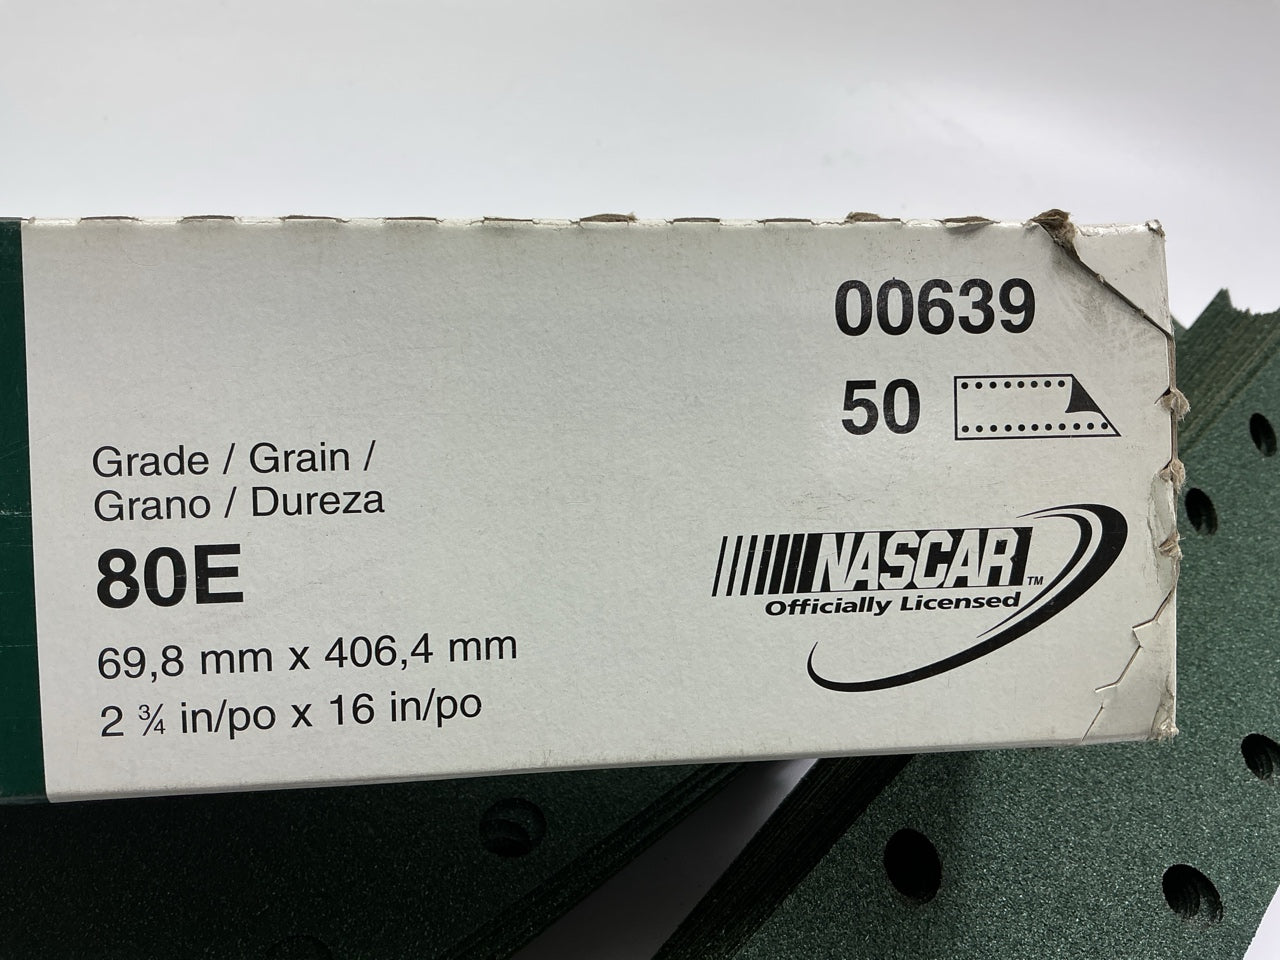 00639
50
Grade / Grain /
Grano / Dureza
80E
69,8 mm x 406,4 mm
2 ¾ in/po x 16 in/po
NASCAR™
Officially Licensed